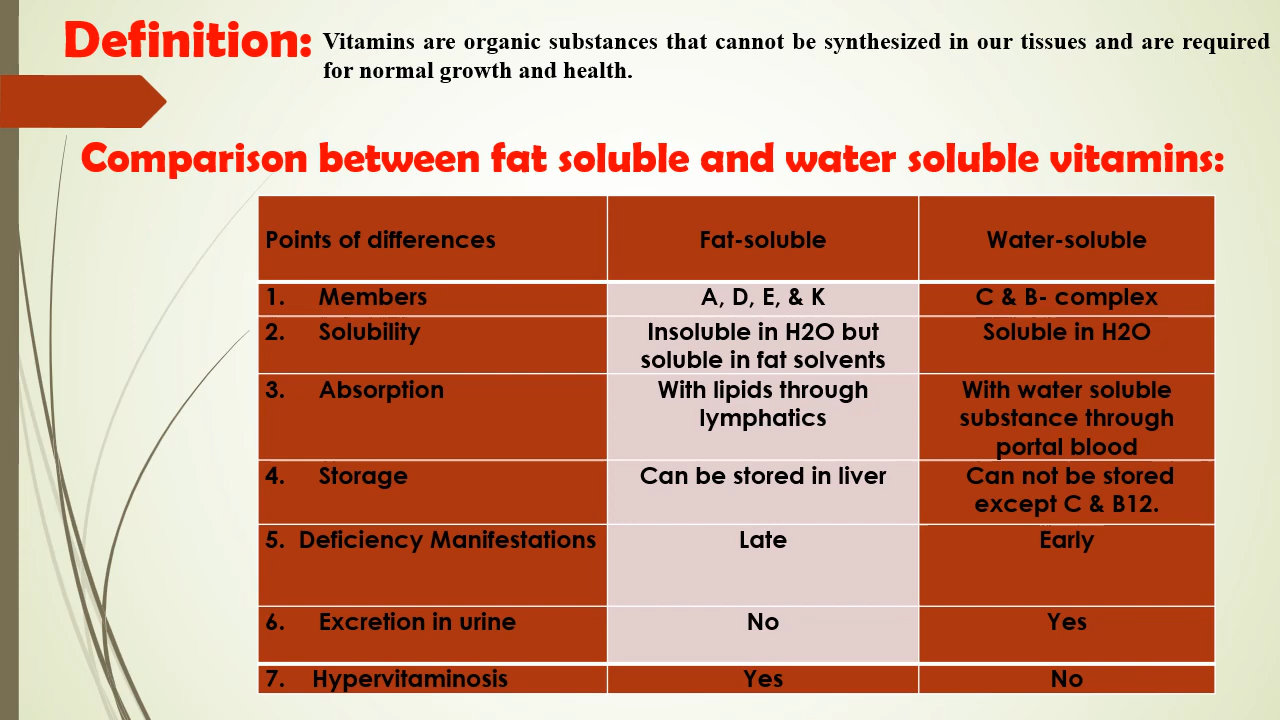 Definition:
Vitamins are organic substances that cannot be synthesized in our tissues and are required
for normal growth and health.
Comparison between fat soluble and water soluble vitamins:
Points of differences Fat-soluble Water-soluble
1. Members A, D, E, & K C & B- complex
2. Solubility Insoluble in H2O but Soluble in H2O
soluble in fat solvents
3. Absorption With lipids through With water soluble
lymphatics substance through
portal blood
4. Storage Can be stored in liver Can not be stored
except C & B12.
5. Deficiency Manifestations Late Early
6. Excretion in urine No Yes
7. Hypervitaminosis Yes No